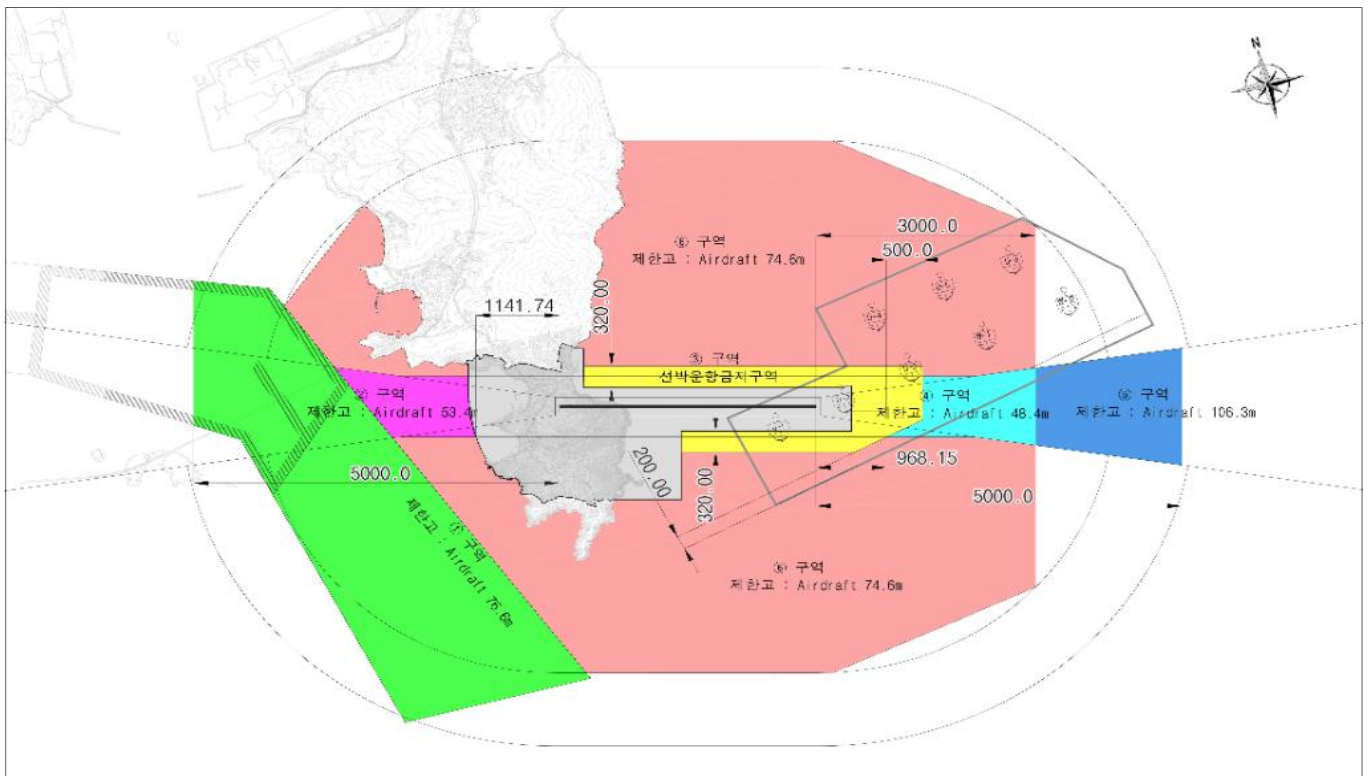 N
⑥ 구역
제한고 : Airdraft 74.6m
3000.0
500.0
1141.74
320.00
③ 구역
선박운항금지구역
② 구역
제한고 : Airdraft 53.4m
④ 구역
제한고 : Airdraft 48.4m
⑤ 구역
제한고 : Airdraft 106.3m
968.15
5000.0
200.00
320.00
5000.0
① 구역
제한고 : Airdraft 76.6m
⑥ 구역
제한고 : Airdraft 74.6m